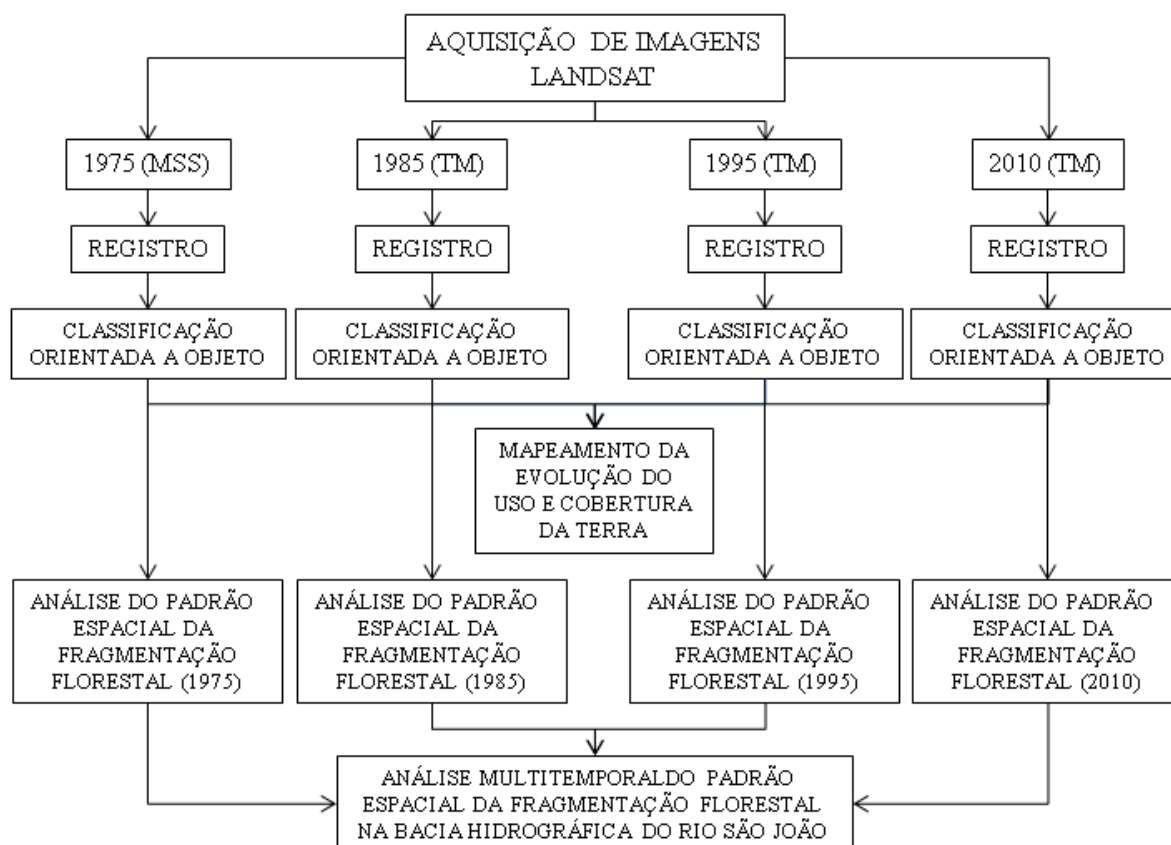 AQUISIÇÃO DE IMAGENS
LANDSAT
1975 (MSS)
1985 (TM)
1995 (TM)
2010 (TM)
REGISTRO
REGISTRO
REGISTRO
REGISTRO
CLASSIFICAÇÃO
ORIENTADA A OBJETO
CLASSIFICAÇÃO
ORIENTADA A OBJETO
CLASSIFICAÇÃO
ORIENTADA A OBJETO
CLASSIFICAÇÃO
ORIENTADA A OBJETO
MAPEAMENTO DA
EVOLUÇÃO DO
USO E COBERTURA
DA TERRA
ANÁLISE DO PADRÃO
ESPACIAL DA
FRAGMENTAÇÃO
FLORESTAL (1975)
ANÁLISE DO PADRÃO
ESPACIAL DA
FRAGMENTAÇÃO
FLORESTAL (1985)
ANÁLISE DO PADRÃO
ESPACIAL DA
FRAGMENTAÇÃO
FLORESTAL (1995)
ANÁLISE DO PADRÃO
ESPACIAL DA
FRAGMENTAÇÃO
FLORESTAL (2010)
ANÁLISE MULTITEMPORALDO PADRÃO
ESPACIAL DA FRAGMENTAÇÃO FLORESTAL
NA BACIA HIDROGRÁFICA DO RIO SÃO JOÃO